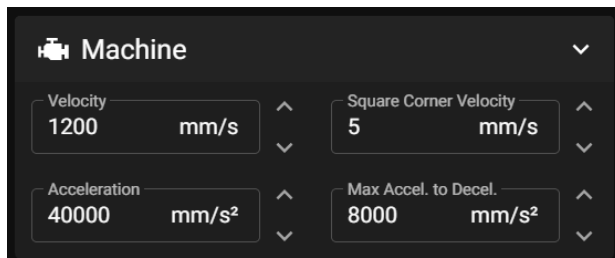 Machine
Velocity
1200 mm/s
Square Corner Velocity
5 mm/s
Acceleration
40000 mm/s²
Max Accel. to Decel.
8000 mm/s²